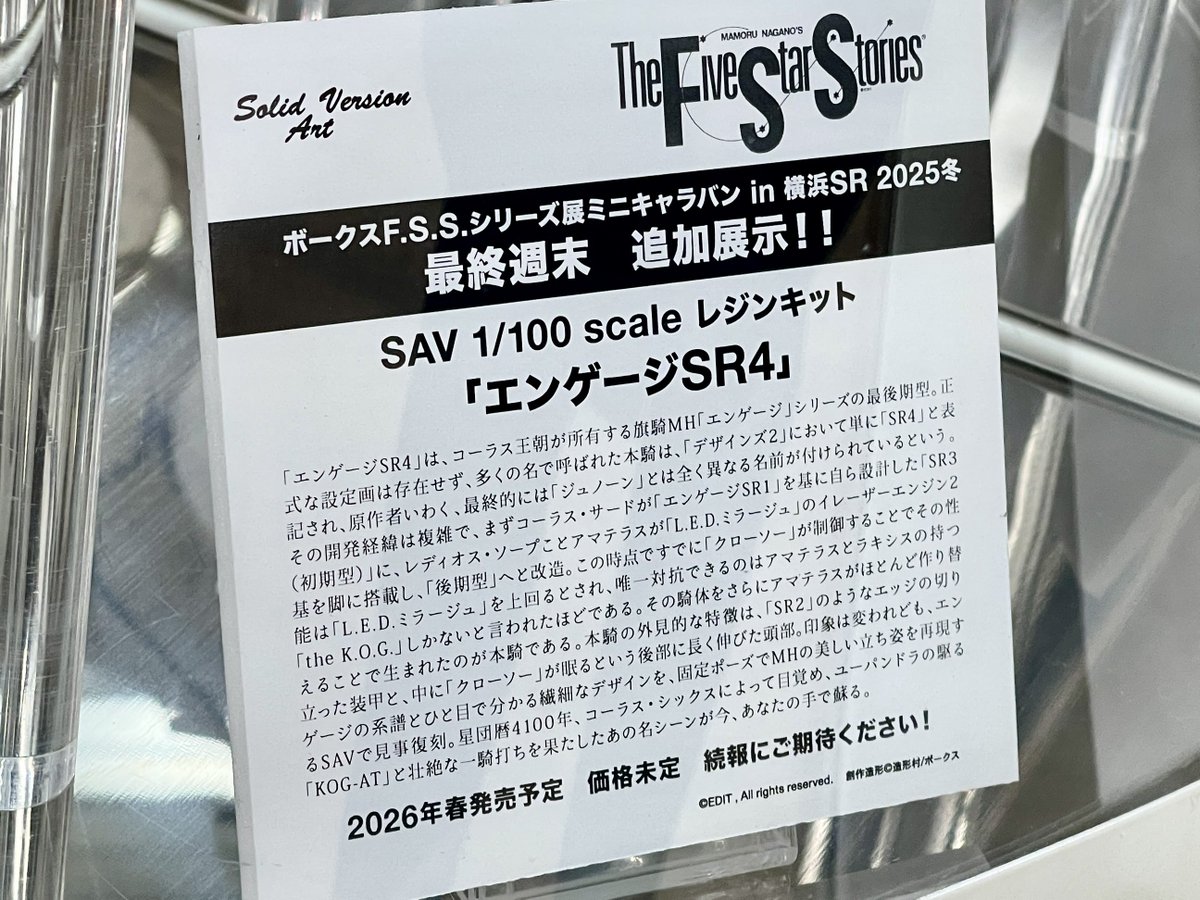 Solid Version
Art
MAMORU NAGANO'S
The Five Star Stories
ボークスF.S.S.シリーズ展ミニキャラバン in 横浜SR 2025冬
最終週末 追加展示!!
SAV 1/100 scale レジンキット
「エンゲージSR4」
「エンゲージSR4」は、コーラス王朝が所有する旗騎MH「エンゲージ」シリーズの最後期型。正
式な設定画は存在せず、多くの名で呼ばれた本騎は、「デザインズ2」において単に「SR4」と表
記され、原作者いわく、最終的には「ジュノーン」とは全く異なる名前が付けられているという。
その開発経緯は複雑で、まずコーラス・サードが「エンゲージSR1」を基に自ら設計した「SR3
（初期型）」に、レディオス・ソープことアマテラスが「L.E.D.ミラージュ」のイレーザーエンジン2
基を脚に搭載し、「後期型」へと改造。この時点ですでに「クローソー」が制御することでその性
能は「L.E.D.ミラージュ」を上回るとされ、唯一対抗できるのはアマテラスとラキシスの持つ
「the K.O.G.」しかないと言われたほどである。その騎体をさらにアマテラスがほとんど作り替
えることで生まれたのが本騎である。本騎の外見的な特徴は、「SR2」のようなエッジの切り
立った装甲と、中に「クローソー」が眠るという後部に長く伸びた頭部。印象は変われども、エン
ゲージの系譜とひと目で分かる繊細なデザインを、固定ポーズでMHの美しい立ち姿を再現す
るSAVで見事復刻。星団暦4100年、コーラス・シックスによって目覚め、ユーパンドラの駆る
「KOG-AT」と壮絶な一騎打ちを果たしたあの名シーンが今、あなたの手で蘇る。
2026年春発売予定 価格未定 続報にご期待ください!
©EDIT , All rights reserved. 創作造形©造形村/ボークス